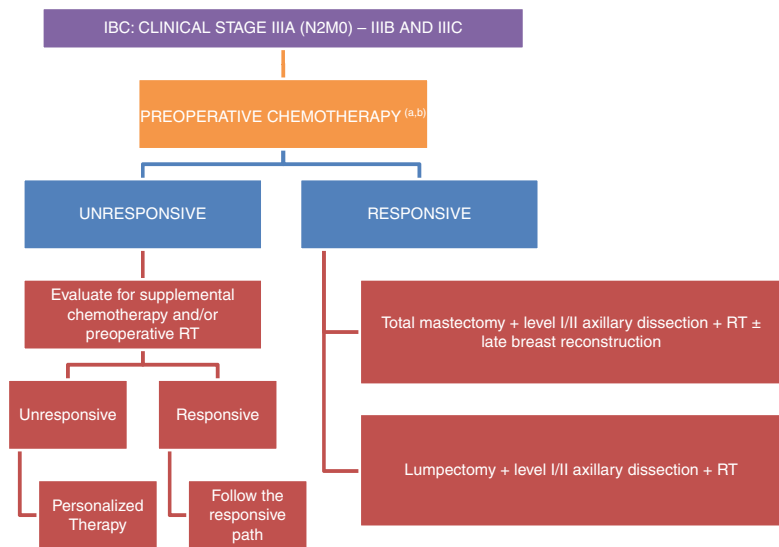 IBC: CLINICAL STAGE IIIA (N2M0) – IIIB AND IIIC
PREOPERATIVE CHEMOTHERAPY (a,b)
UNRESPONSIVE
RESPONSIVE
Evaluate for supplemental
chemotherapy and/or
preoperative RT
Total mastectomy + level I/II axillary dissection + RT ±
late breast reconstruction
Unresponsive
Responsive
Lumpectomy + level I/II axillary dissection + RT
Personalized
Therapy
Follow the
responsive
path